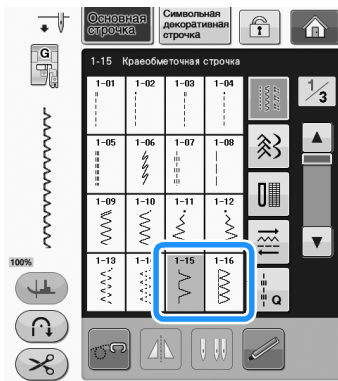 Основная
строчка
Символьная
декоративная
строчка
G
1-15 Краеобметочная строчка
1/3
1-01 1-02 1-03 1-04
1-05 1-06 1-07 1-08
1-09 1-10 1-11 1-12
100%
1-13 1-14 1-15 1-16
Q